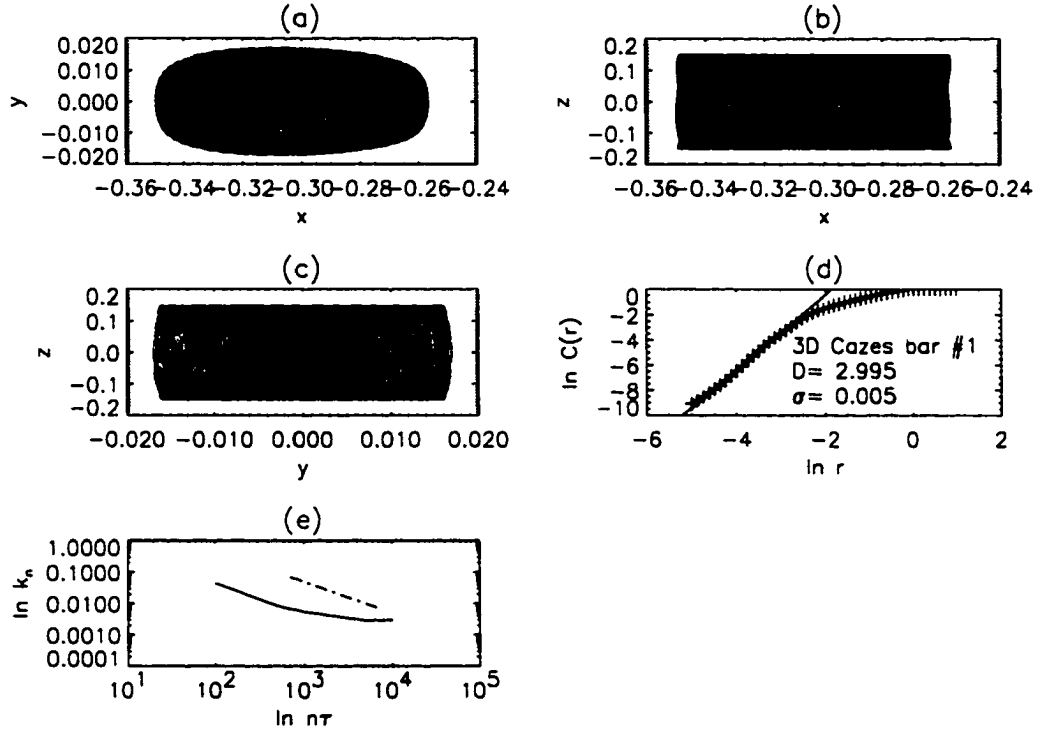 (a)
0.020
0.010
0.000
-0.010
-0.020
y
-0.36 -0.34 -0.32 -0.30 -0.28 -0.26 -0.24
x
(b)
0.2
0.1
0.0
-0.1
-0.2
z
-0.36 -0.34 -0.32 -0.30 -0.28 -0.26 -0.24
x
(c)
0.2
0.1
0.0
-0.1
-0.2
z
-0.020 -0.010 0.000 0.010 0.020
y
(d)
0
-2
-4
-6
-8
-10
ln C(r)
3D Cazes bar #1
D= 2.995
σ= 0.005
-6 -4 -2 0 2
ln r
(e)
1.0000
0.1000
0.0100
0.0010
0.0001
ln kₙ
10¹ 10² 10³ 10⁴ 10⁵
ln nτ